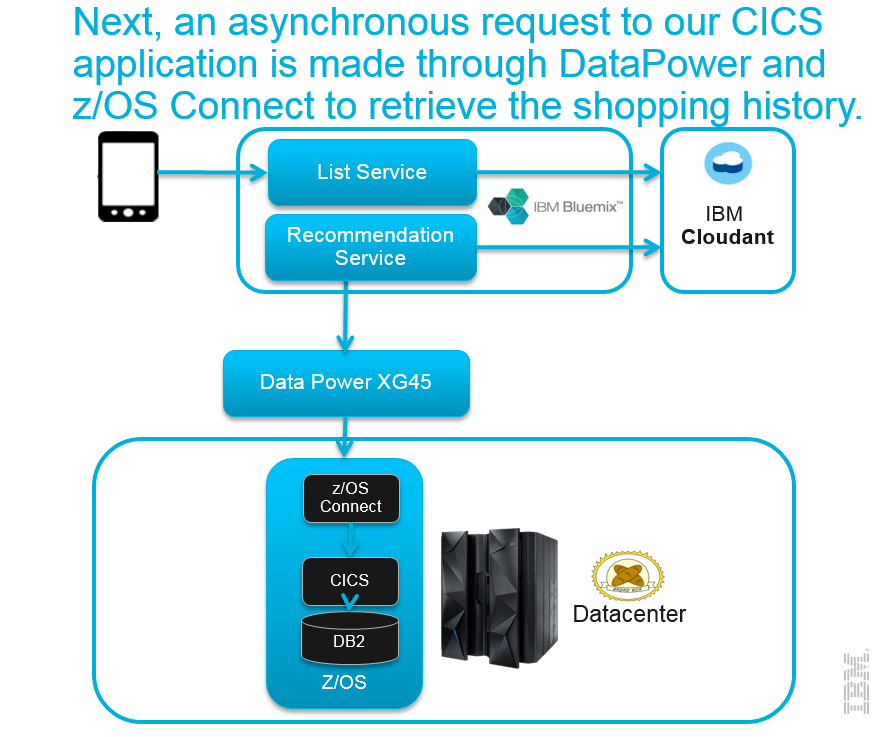 Next, an asynchronous request to our CICS
application is made through DataPower and
z/OS Connect to retrieve the shopping history.
List Service
IBM Bluemix™
IBM
Cloudant
Recommendation
Service
Data Power XG45
z/OS
Connect
CICS
DB2
Z/OS
BREAD BOX
Datacenter
IBM